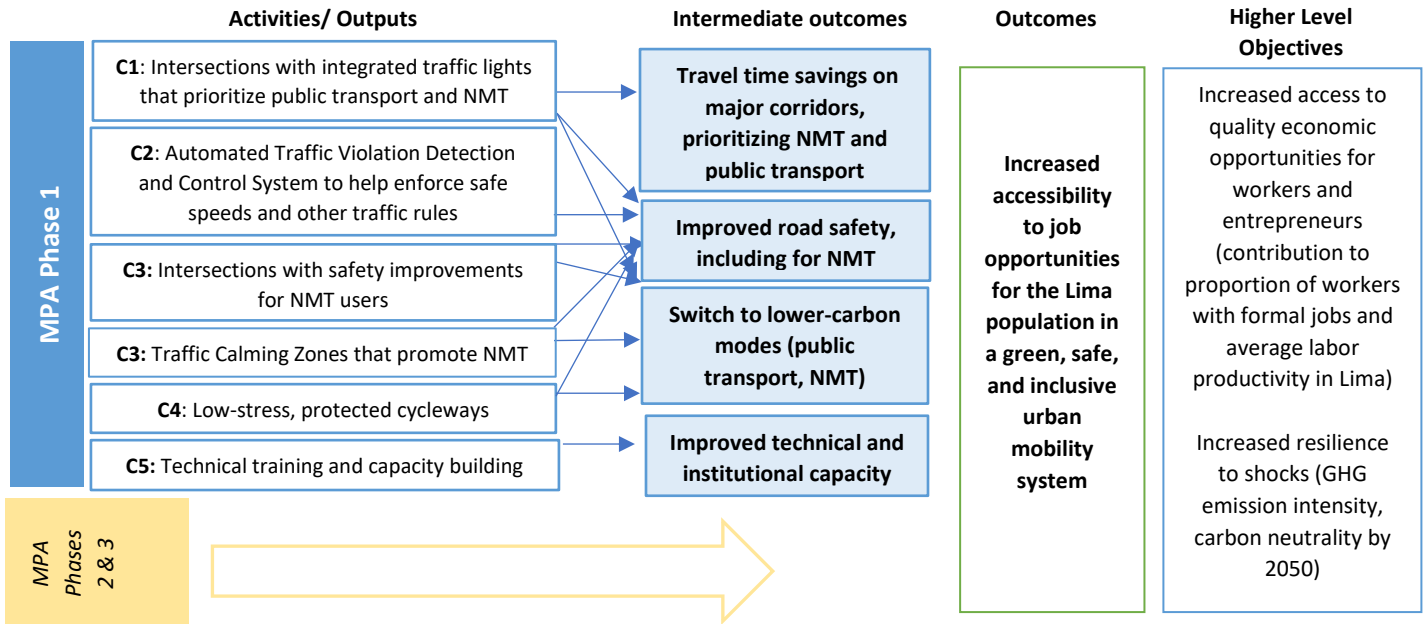 Activities/ Outputs
Intermediate outcomes
Outcomes
Higher Level
Objectives
MPA Phase 1
C1: Intersections with integrated traffic lights
that prioritize public transport and NMT
C2: Automated Traffic Violation Detection
and Control System to help enforce safe
speeds and other traffic rules
C3: Intersections with safety improvements
for NMT users
C3: Traffic Calming Zones that promote NMT
C4: Low-stress, protected cycleways
C5: Technical training and capacity building
Travel time savings on
major corridors,
prioritizing NMT and
public transport
Improved road safety,
including for NMT
Switch to lower-carbon
modes (public
transport, NMT)
Improved technical and
institutional capacity
Increased
accessibility
to job
opportunities
for the Lima
population in
a green, safe,
and inclusive
urban
mobility
system
Increased access to
quality economic
opportunities for
workers and
entrepreneurs
(contribution to
proportion of workers
with formal jobs and
average labor
productivity in Lima)
Increased resilience
to shocks (GHG
emission intensity,
carbon neutrality by
2050)
MPA
Phases
2 & 3